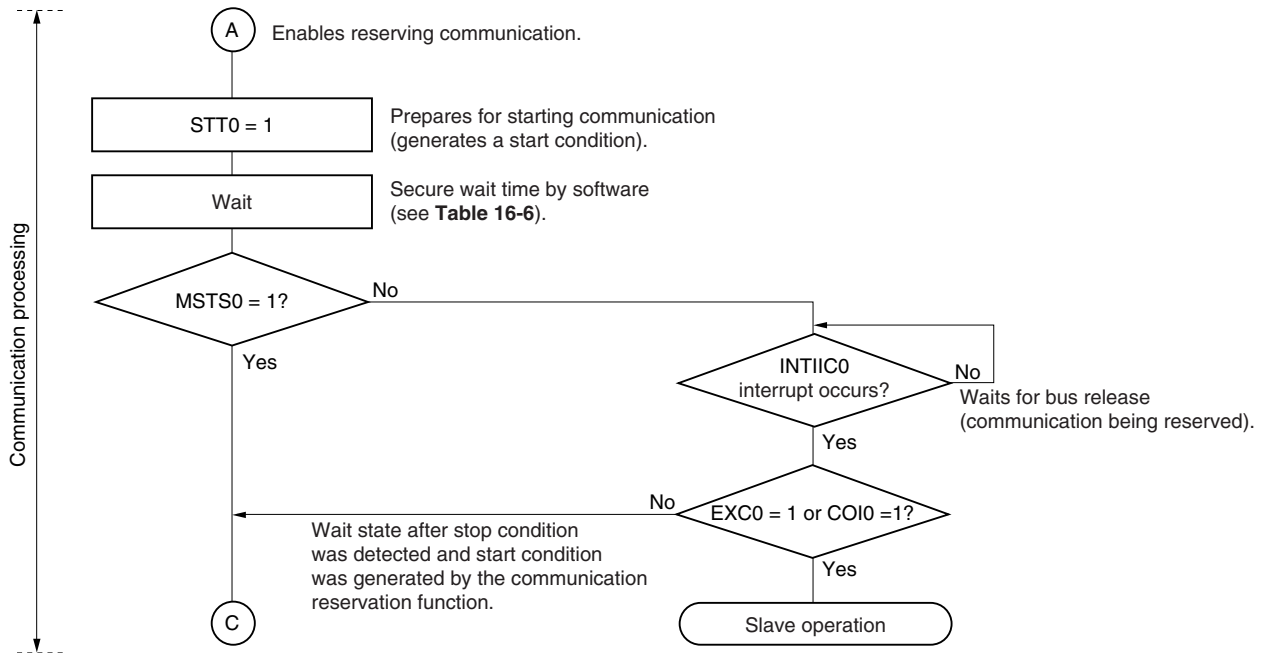 A
Enables reserving communication.
STT0 = 1
Prepares for starting communication
(generates a start condition).
Wait
Secure wait time by software
(see Table 16-6).
Communication processing
MSTS0 = 1?
No
Yes
INTIIC0
interrupt occurs?
No
Waits for bus release
(communication being reserved).
Yes
EXC0 = 1 or COI0 =1?
No
Wait state after stop condition
was detected and start condition
was generated by the communication
reservation function.
Yes
C
Slave operation